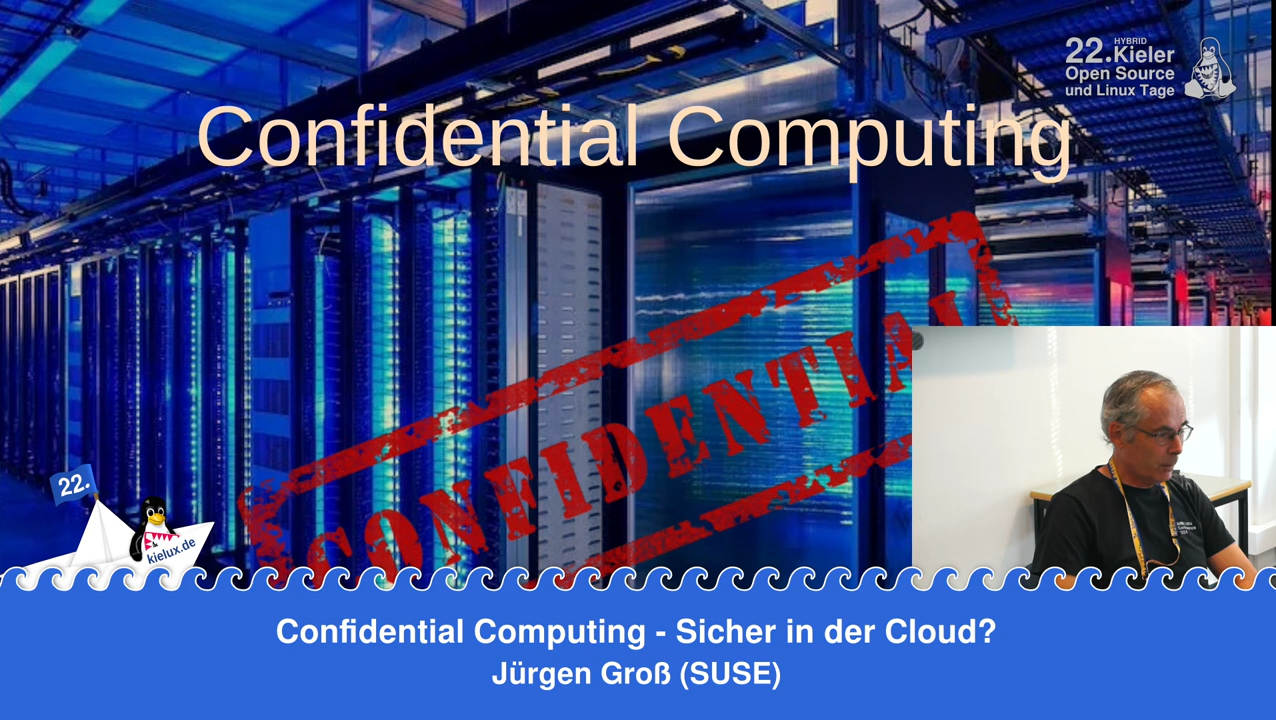 HYBRID
22.Kieler
Open Source
und Linux Tage
Confidential Computing
CONFIDENTIAL
22.
kielux.de
Confidential Computing - Sicher in der Cloud?
Jürgen Groß (SUSE)